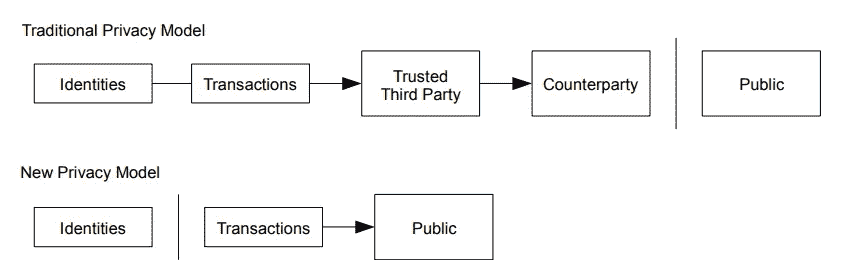 Traditional Privacy Model
Identities
Transactions
Trusted
Third Party
Counterparty
Public
New Privacy Model
Identities
Transactions
Public